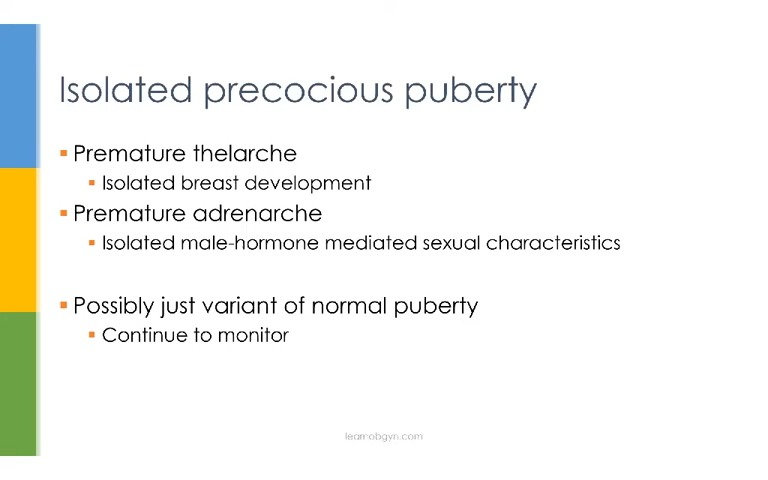 Isolated precocious puberty
▪ Premature thelarche
▪ Isolated breast development
▪ Premature adrenarche
▪ Isolated male-hormone mediated sexual characteristics
▪ Possibly just variant of normal puberty
▪ Continue to monitor
learnobgyn.com